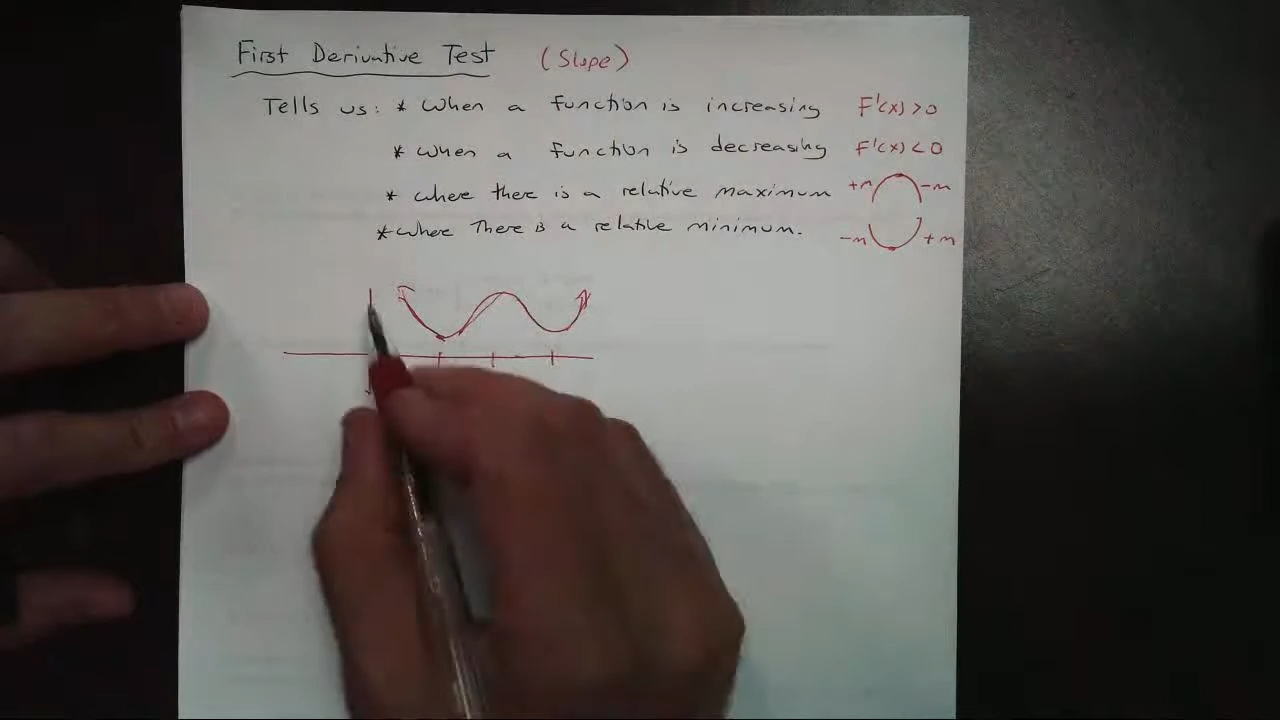 First Derivative Test (Slope)
Tells us: * When a function is increasing F'(x) > 0
* when a function is decreasing F'(x) < 0
* where there is a relative maximum +m -m
* where There is a relative minimum. -m +m